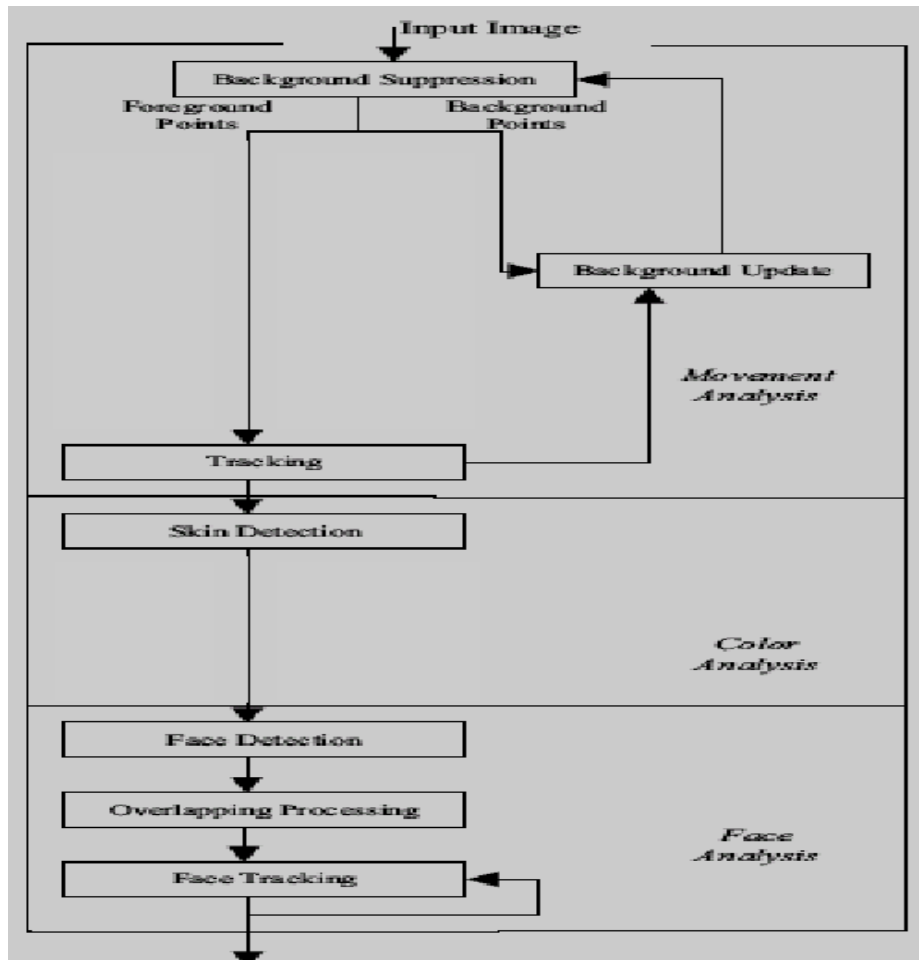 Input Image
Background Suppression
Foreground
Points
Background
Points
Background Update
Movement
Analysis
Tracking
Skin Detection
Color
Analysis
Face Detection
Overlapping Processing
Face
Analysis
Face Tracking